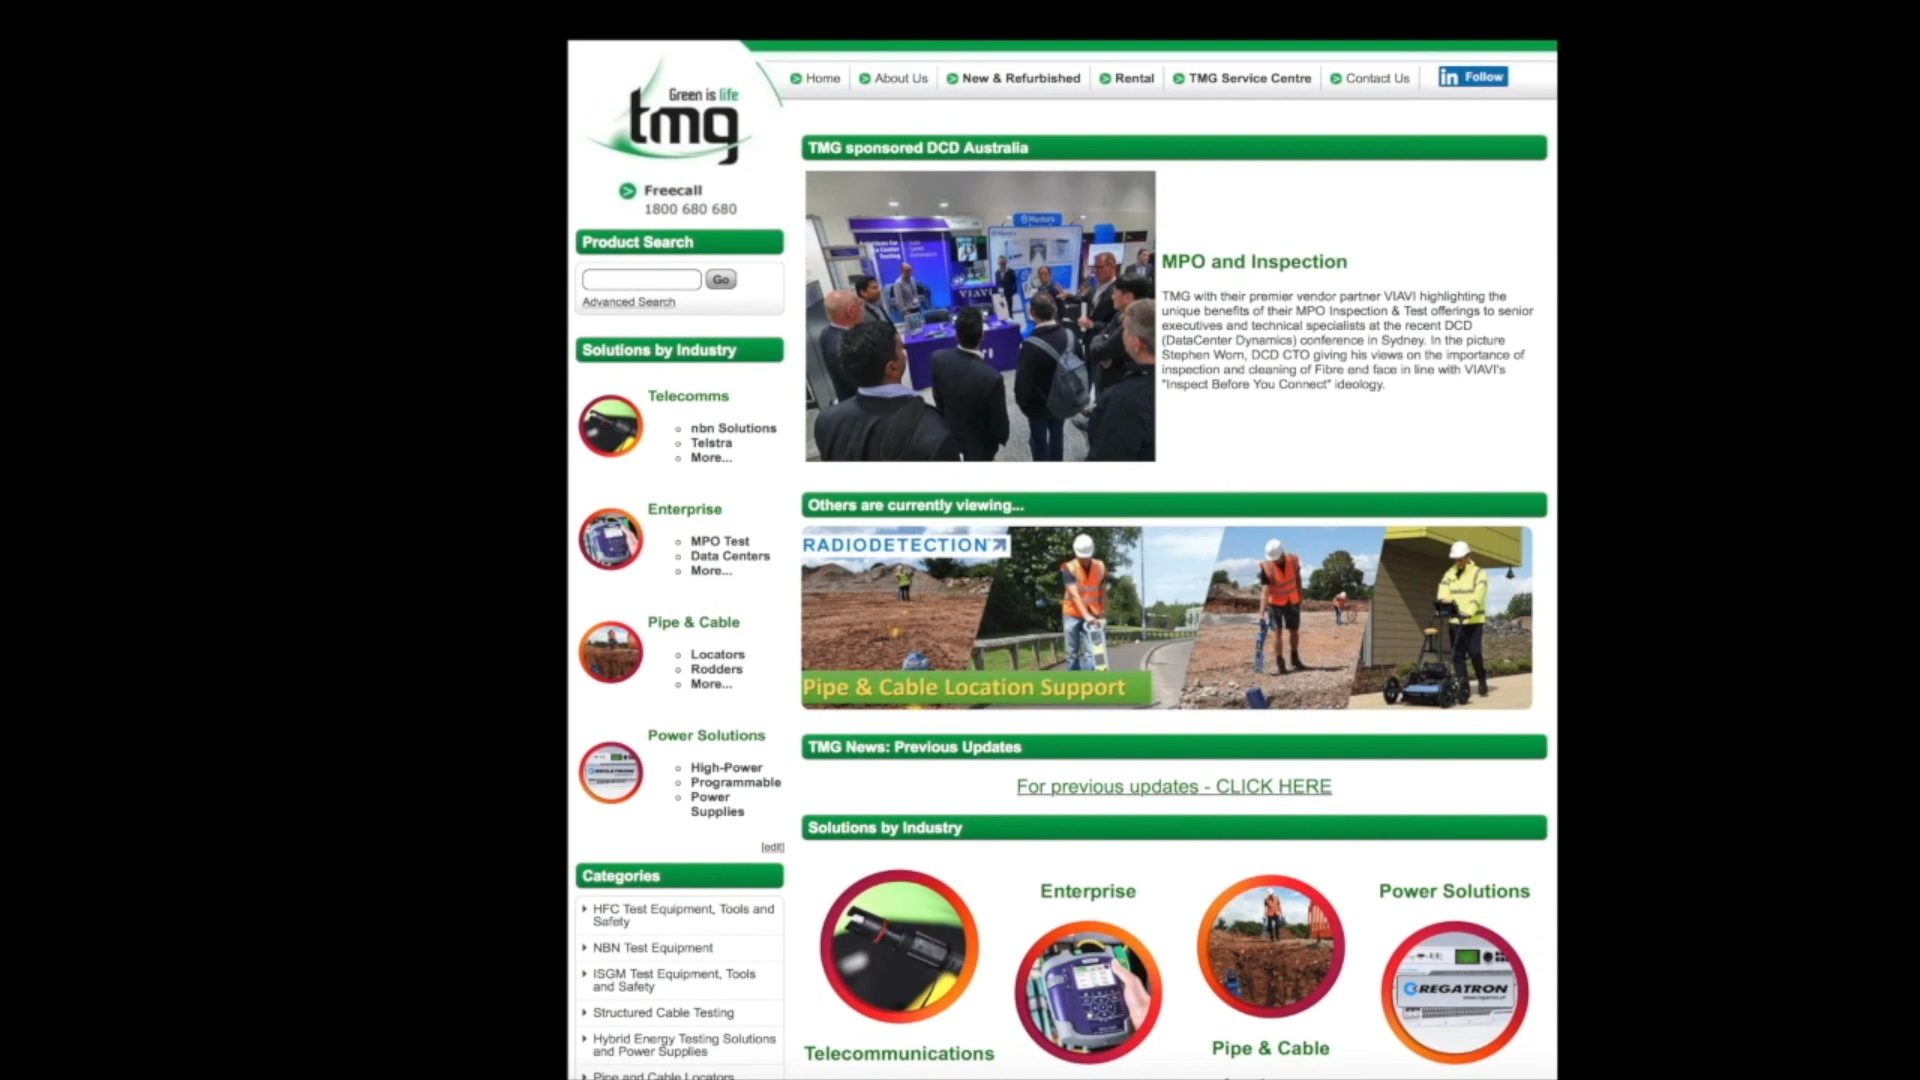 Green is life
tmg
Freecall
1800 680 680
Home
About Us
New & Refurbished
Rental
TMG Service Centre
Contact Us
in Follow
Product Search
Go
Advanced Search
Solutions by Industry
Telecomms
nbn Solutions
Telstra
More...
Enterprise
MPO Test
Data Centers
More...
Pipe & Cable
Locators
Rodders
More...
Power Solutions
High-Power
Programmable
Power
Supplies
[edit]
Categories
HFC Test Equipment, Tools and
Safety
NBN Test Equipment
ISGM Test Equipment, Tools
and Safety
Structured Cable Testing
Hybrid Energy Testing Solutions
and Power Supplies
Pipe and Cable Locators
TMG sponsored DCD Australia
VIAVI
MPO and Inspection
TMG with their premier vendor partner VIAVI highlighting the
unique benefits of their MPO Inspection & Test offerings to senior
executives and technical specialists at the recent DCD
(DataCenter Dynamics) conference in Sydney. In the picture
Stephen Worn, DCD CTO giving his views on the importance of
inspection and cleaning of Fibre end face in line with VIAVI's
"Inspect Before You Connect" ideology.
Others are currently viewing...
RADIODETECTION
Pipe & Cable Location Support
TMG News: Previous Updates
For previous updates - CLICK HERE
Solutions by Industry
Telecommunications
Enterprise
Pipe & Cable
Power Solutions
REGATRON